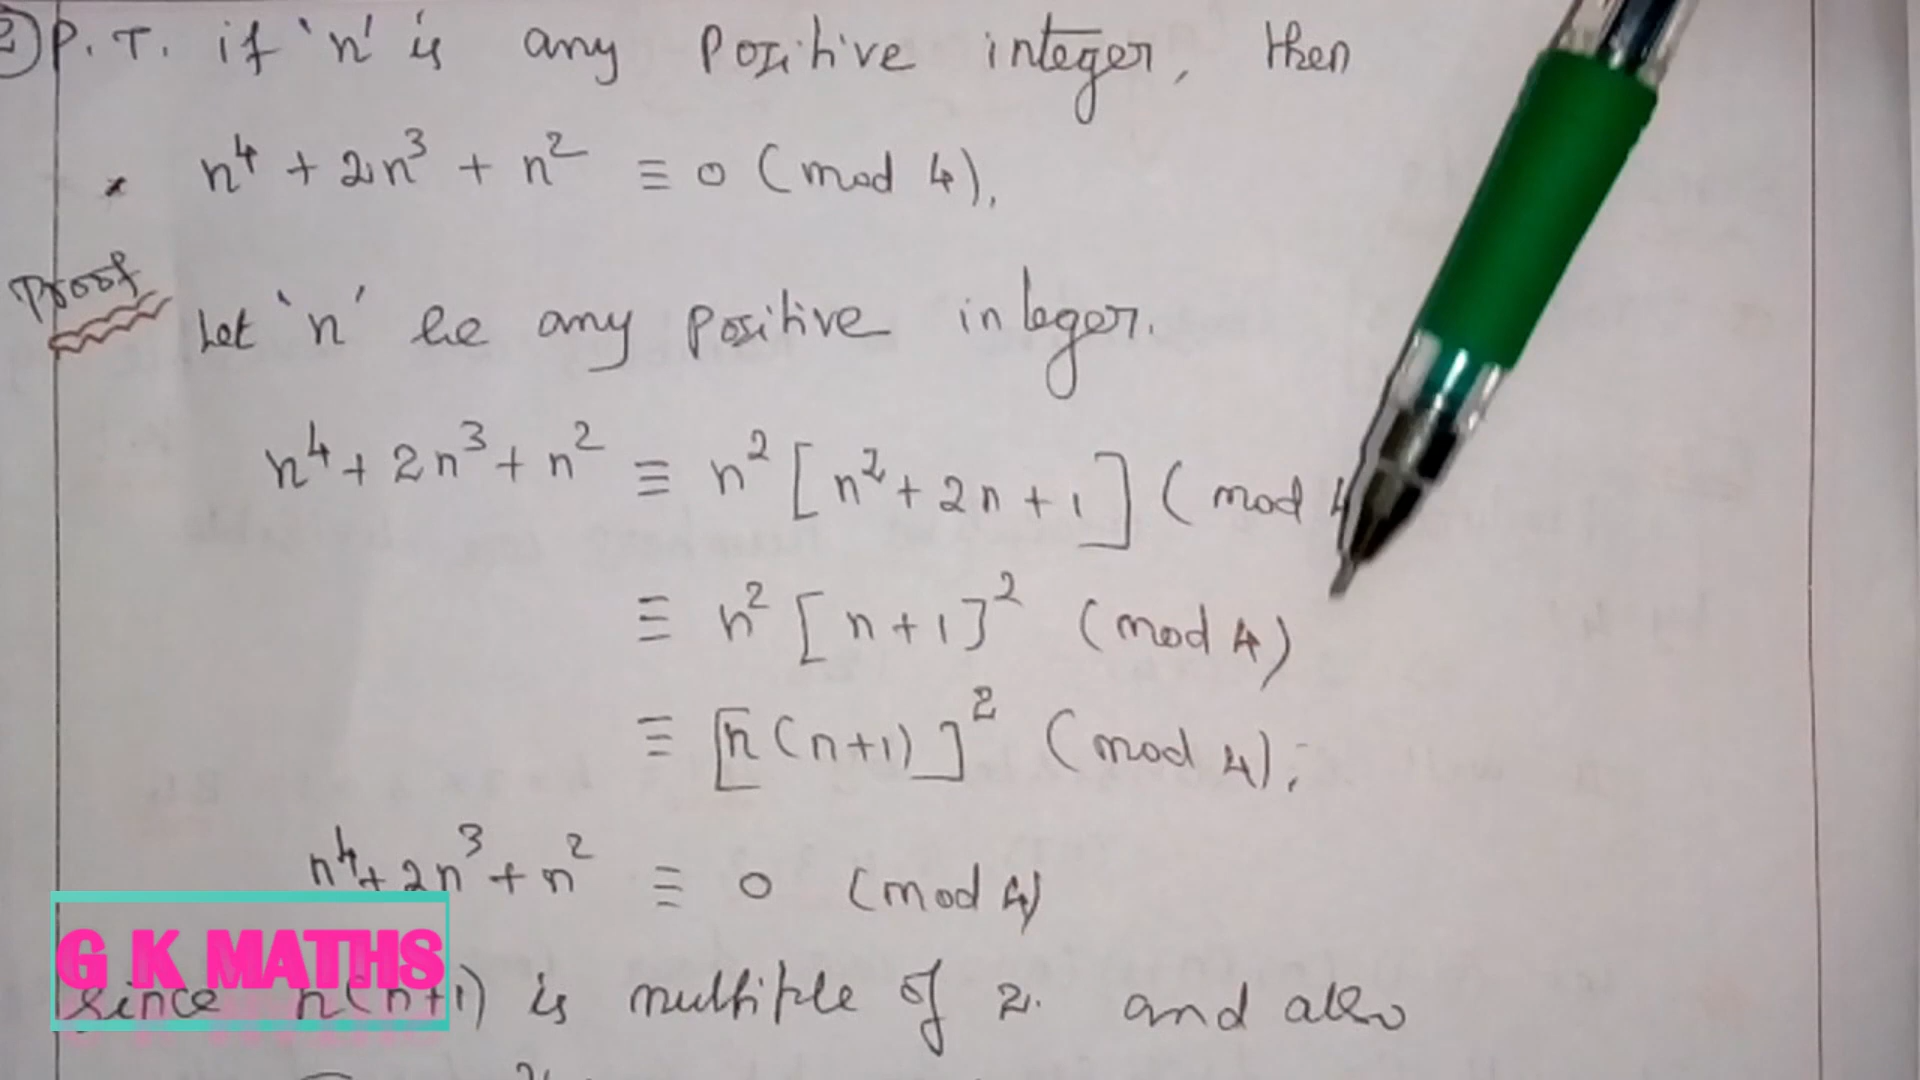 2) P.T. if 'n' is any positive integer, then
n⁴ + 2n³ + n² ≡ 0 (mod 4).
Proof
Let 'n' be any positive integer.
n⁴ + 2n³ + n² ≡ n² [n² + 2n + 1] (mod 4
≡ n² [n+1]² (mod 4)
≡ [n(n+1)]² (mod 4).
n⁴ + 2n³ + n² ≡ 0 (mod 4)
G K MATHS
since n(n+1) is multiple of 2. and also